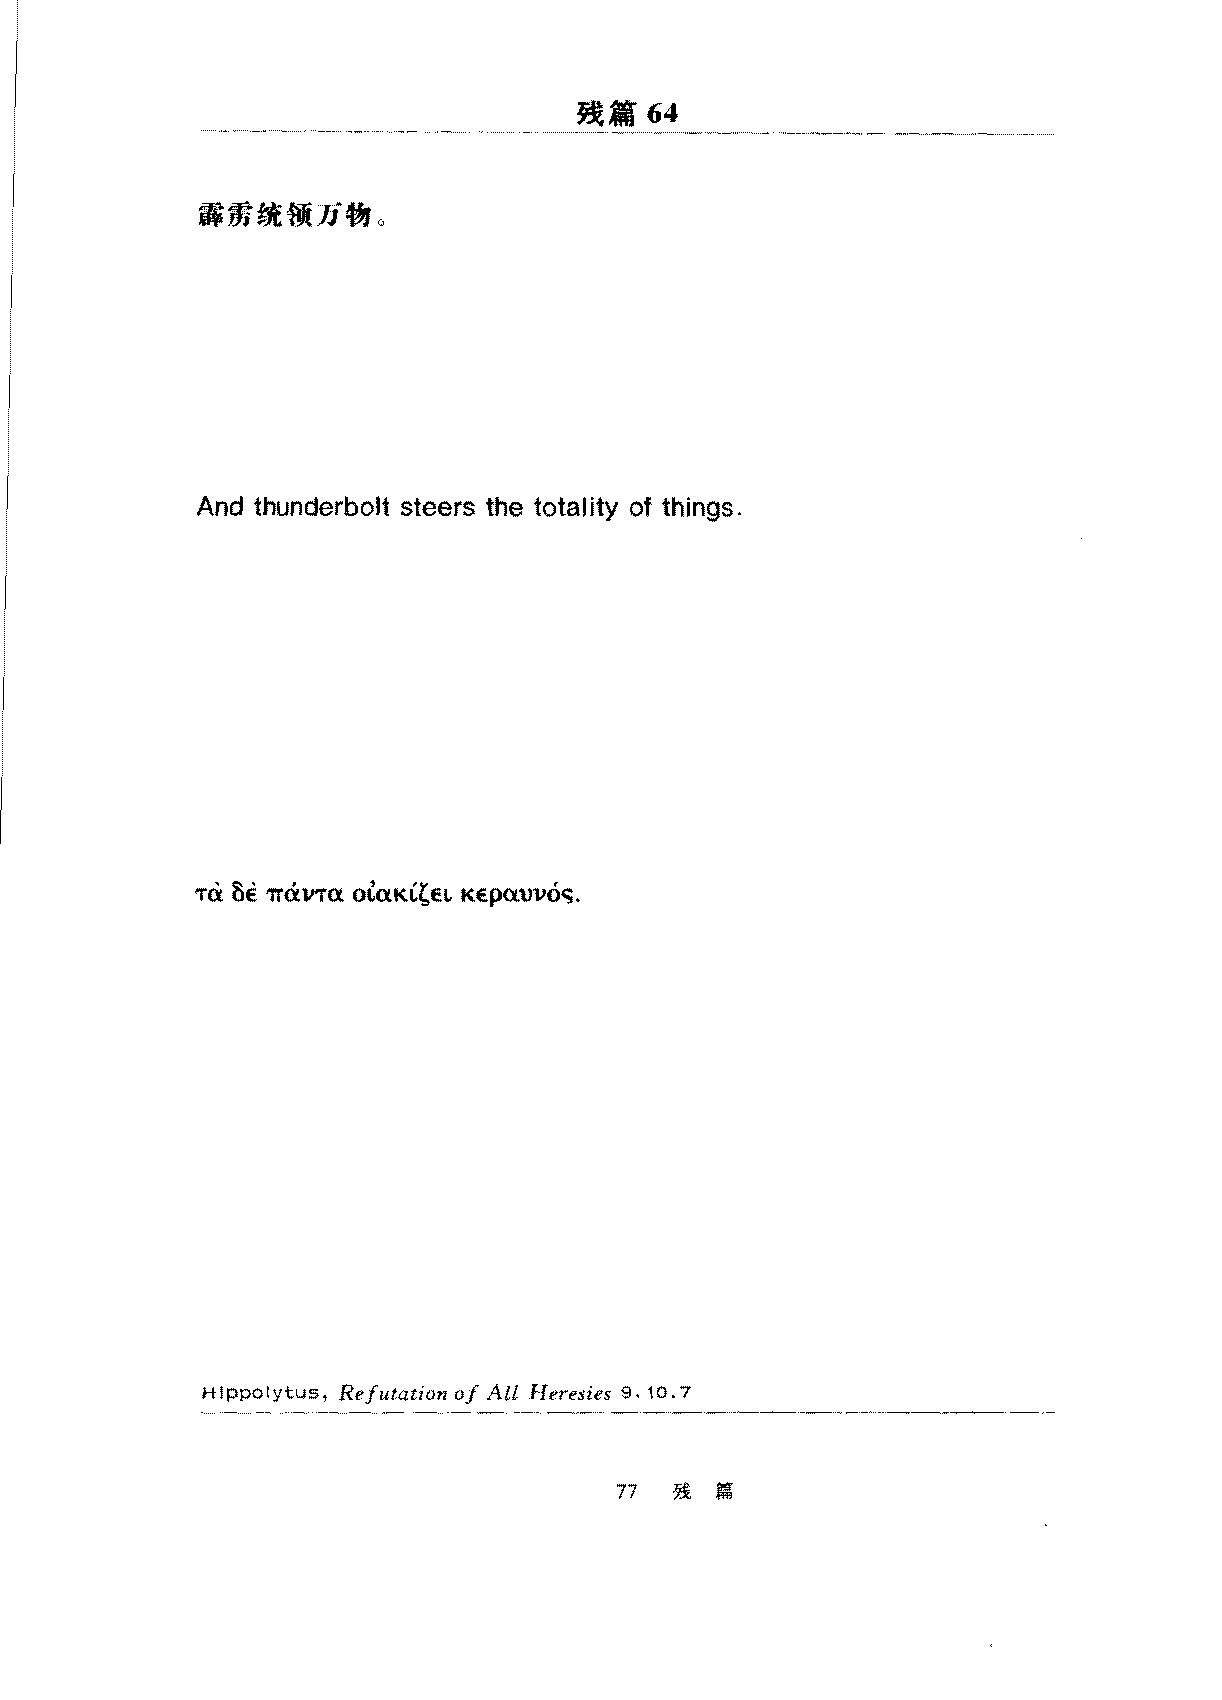 残篇 64
霹雳统领万物。
And thunderbolt steers the totality of things.
τὰ δὲ πάντα οἰακίζει κεραυνός.
Hippolytus, Refutation of All Heresies 9.10.7
77 残 篇